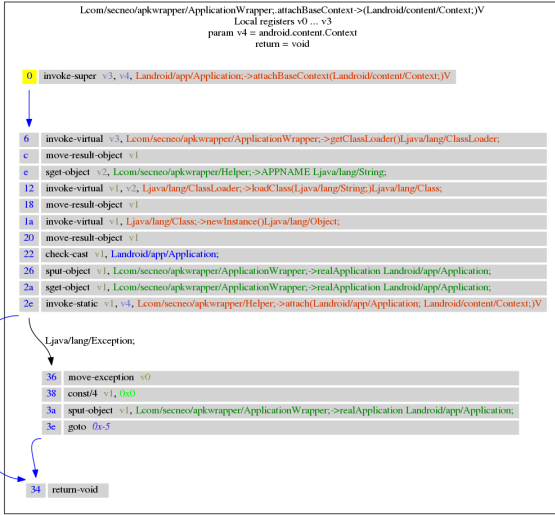 Lcom/secneo/apkwrapper/ApplicationWrapper;.attachBaseContext->(Landroid/content/Context;)V
Local registers v0 ... v3
param v4 = android.content.Context
return = void
0 invoke-super v3, v4, Landroid/app/Application;->attachBaseContext(Landroid/content/Context;)V
6 invoke-virtual v3, Lcom/secneo/apkwrapper/ApplicationWrapper;->getClassLoader()Ljava/lang/ClassLoader;
c move-result-object v1
e sget-object v2, Lcom/secneo/apkwrapper/Helper;->APPNAME Ljava/lang/String;
12 invoke-virtual v1, v2, Ljava/lang/ClassLoader;->loadClass(Ljava/lang/String;)Ljava/lang/Class;
18 move-result-object v1
1a invoke-virtual v1, Ljava/lang/Class;->newInstance()Ljava/lang/Object;
20 move-result-object v1
22 check-cast v1, Landroid/app/Application;
26 sput-object v1, Lcom/secneo/apkwrapper/ApplicationWrapper;->realApplication Landroid/app/Application;
2a sget-object v1, Lcom/secneo/apkwrapper/ApplicationWrapper;->realApplication Landroid/app/Application;
2e invoke-static v1, v4, Lcom/secneo/apkwrapper/Helper;->attach(Landroid/app/Application; Landroid/content/Context;)V
Ljava/lang/Exception;
36 move-exception v0
38 const/4 v1, 0x0
3a sput-object v1, Lcom/secneo/apkwrapper/ApplicationWrapper;->realApplication Landroid/app/Application;
3e goto 0x-5
34 return-void